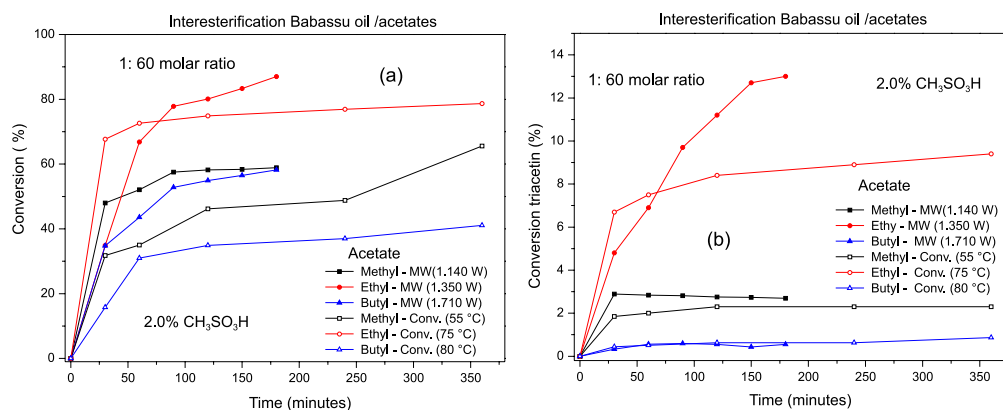 Interesterification Babassu oil /acetates
100
80
60
40
20
0
Conversion ( %)
1: 60 molar ratio
(a)
Acetate
Methyl - MW(1.140 W)
Ethyl - MW (1.350 W)
Butyl - MW (1.710 W)
Methyl - Conv. (55 °C)
Ethyl - Conv. (75 °C)
Butyl - Conv. (80 °C)
2.0% CH3SO3H
0 50 100 150 200 250 300 350
Time (minutes)
Interesterification Babassu oil /acetates
14
12
10
8
6
4
2
0
Conversion triacetin (%)
1: 60 molar ratio
2.0% CH3SO3H
Acetate
Methyl - MW(1.140 W)
Ethy - MW (1.350 W)
Butyl - MW (1.710 W)
Methyl - Conv. (55 °C)
Ethyl - Conv. (75 °C)
Butyl - Conv. (80 °C)
(b)
0 50 100 150 200 250 300 350
Time (minutes)